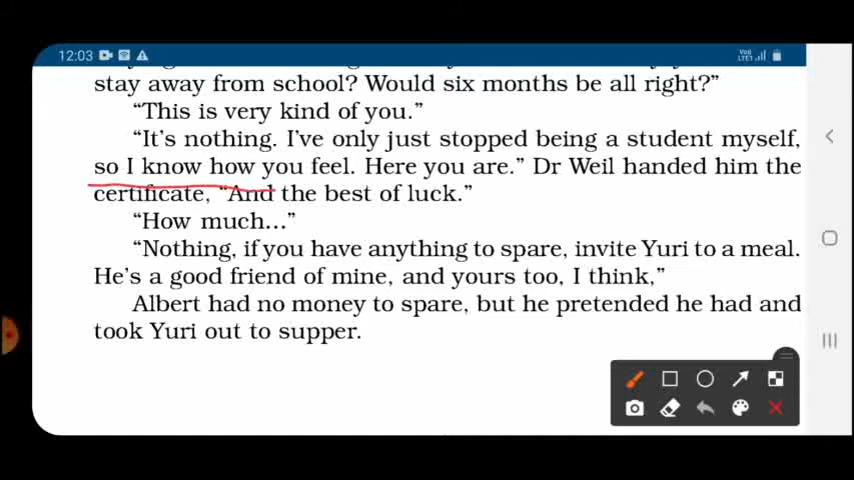 12:03
stay away from school? Would six months be all right?”
“This is very kind of you.”
“It’s nothing. I’ve only just stopped being a student myself,
so I know how you feel. Here you are.” Dr Weil handed him the
certificate, “And the best of luck.”
“How much...”
“Nothing, if you have anything to spare, invite Yuri to a meal.
He’s a good friend of mine, and yours too, I think,”
Albert had no money to spare, but he pretended he had and
took Yuri out to supper.